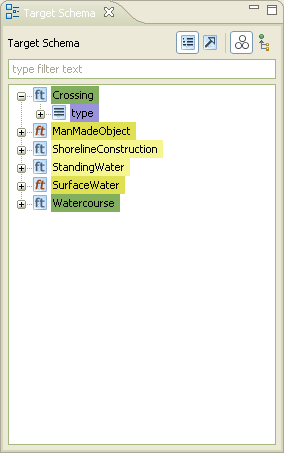 Target Schema
Target Schema
type filter text
ft Crossing
type
ft ManMadeObject
ft ShorelineConstruction
ft StandingWater
ft SurfaceWater
ft Watercourse